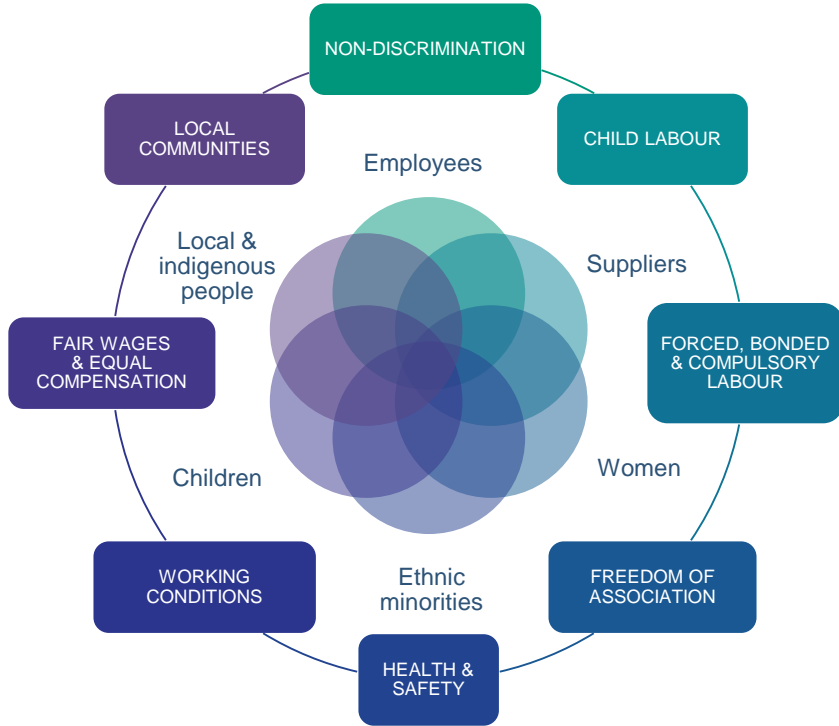 NON-DISCRIMINATION
LOCAL
COMMUNITIES
CHILD LABOUR
Employees
Local &
indigenous
people
Suppliers
FAIR WAGES
& EQUAL
COMPENSATION
FORCED, BONDED
& COMPULSORY
LABOUR
Children
Women
WORKING
CONDITIONS
Ethnic
minorities
FREEDOM OF
ASSOCIATION
HEALTH &
SAFETY